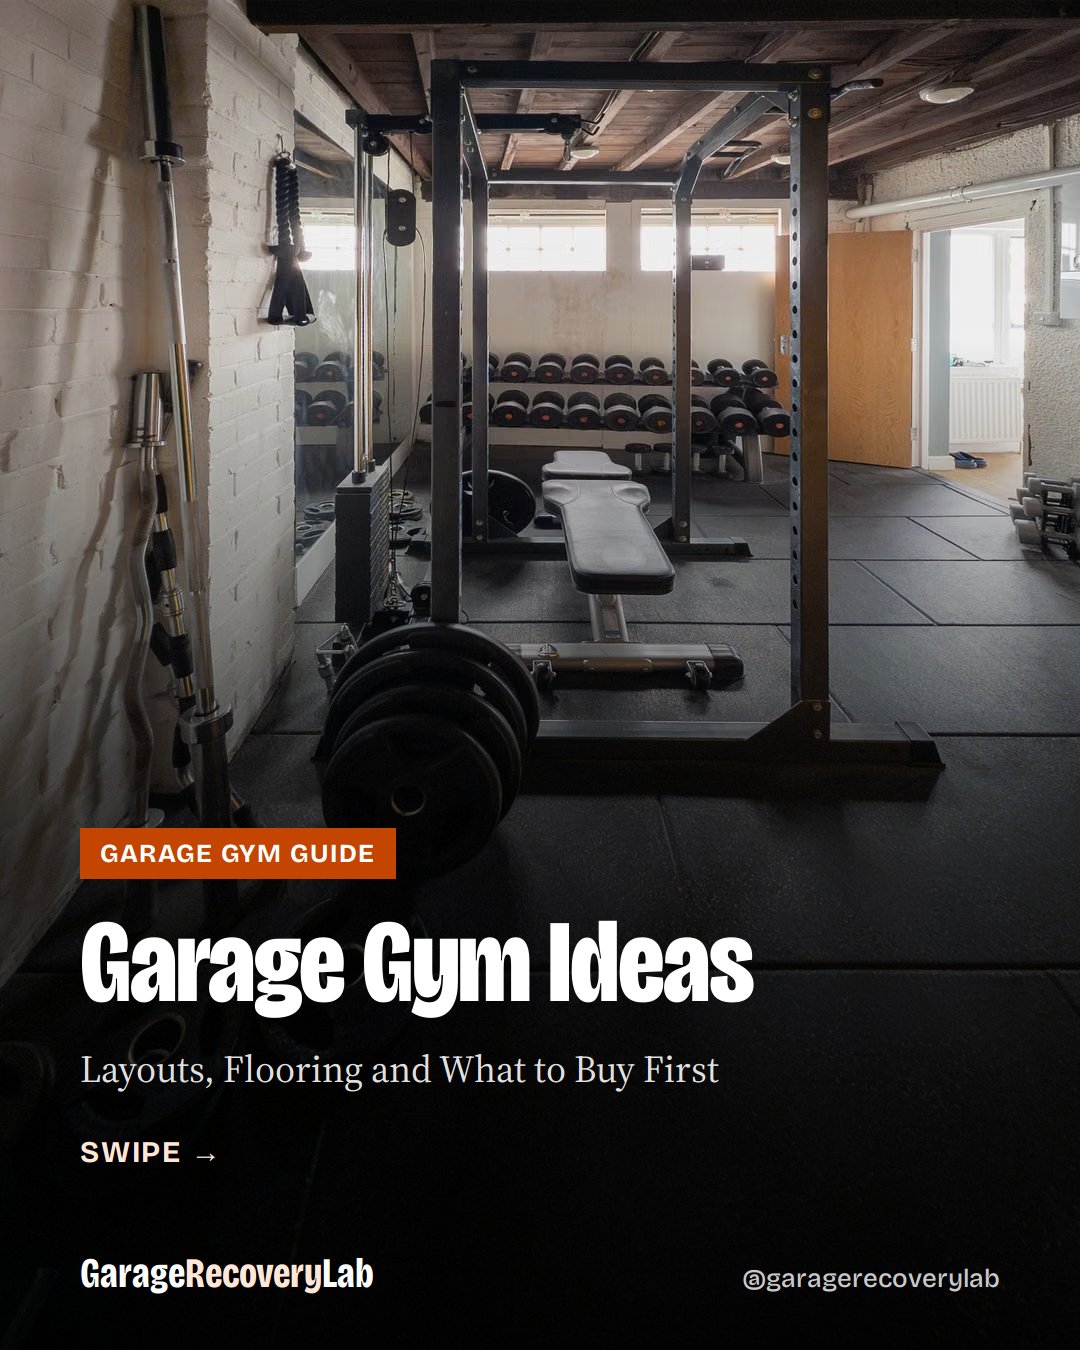 GARAGE GYM GUIDE
Garage Gym Ideas
Layouts, Flooring and What to Buy First
SWIPE →
GarageRecoveryLab
@garagerecoverylab